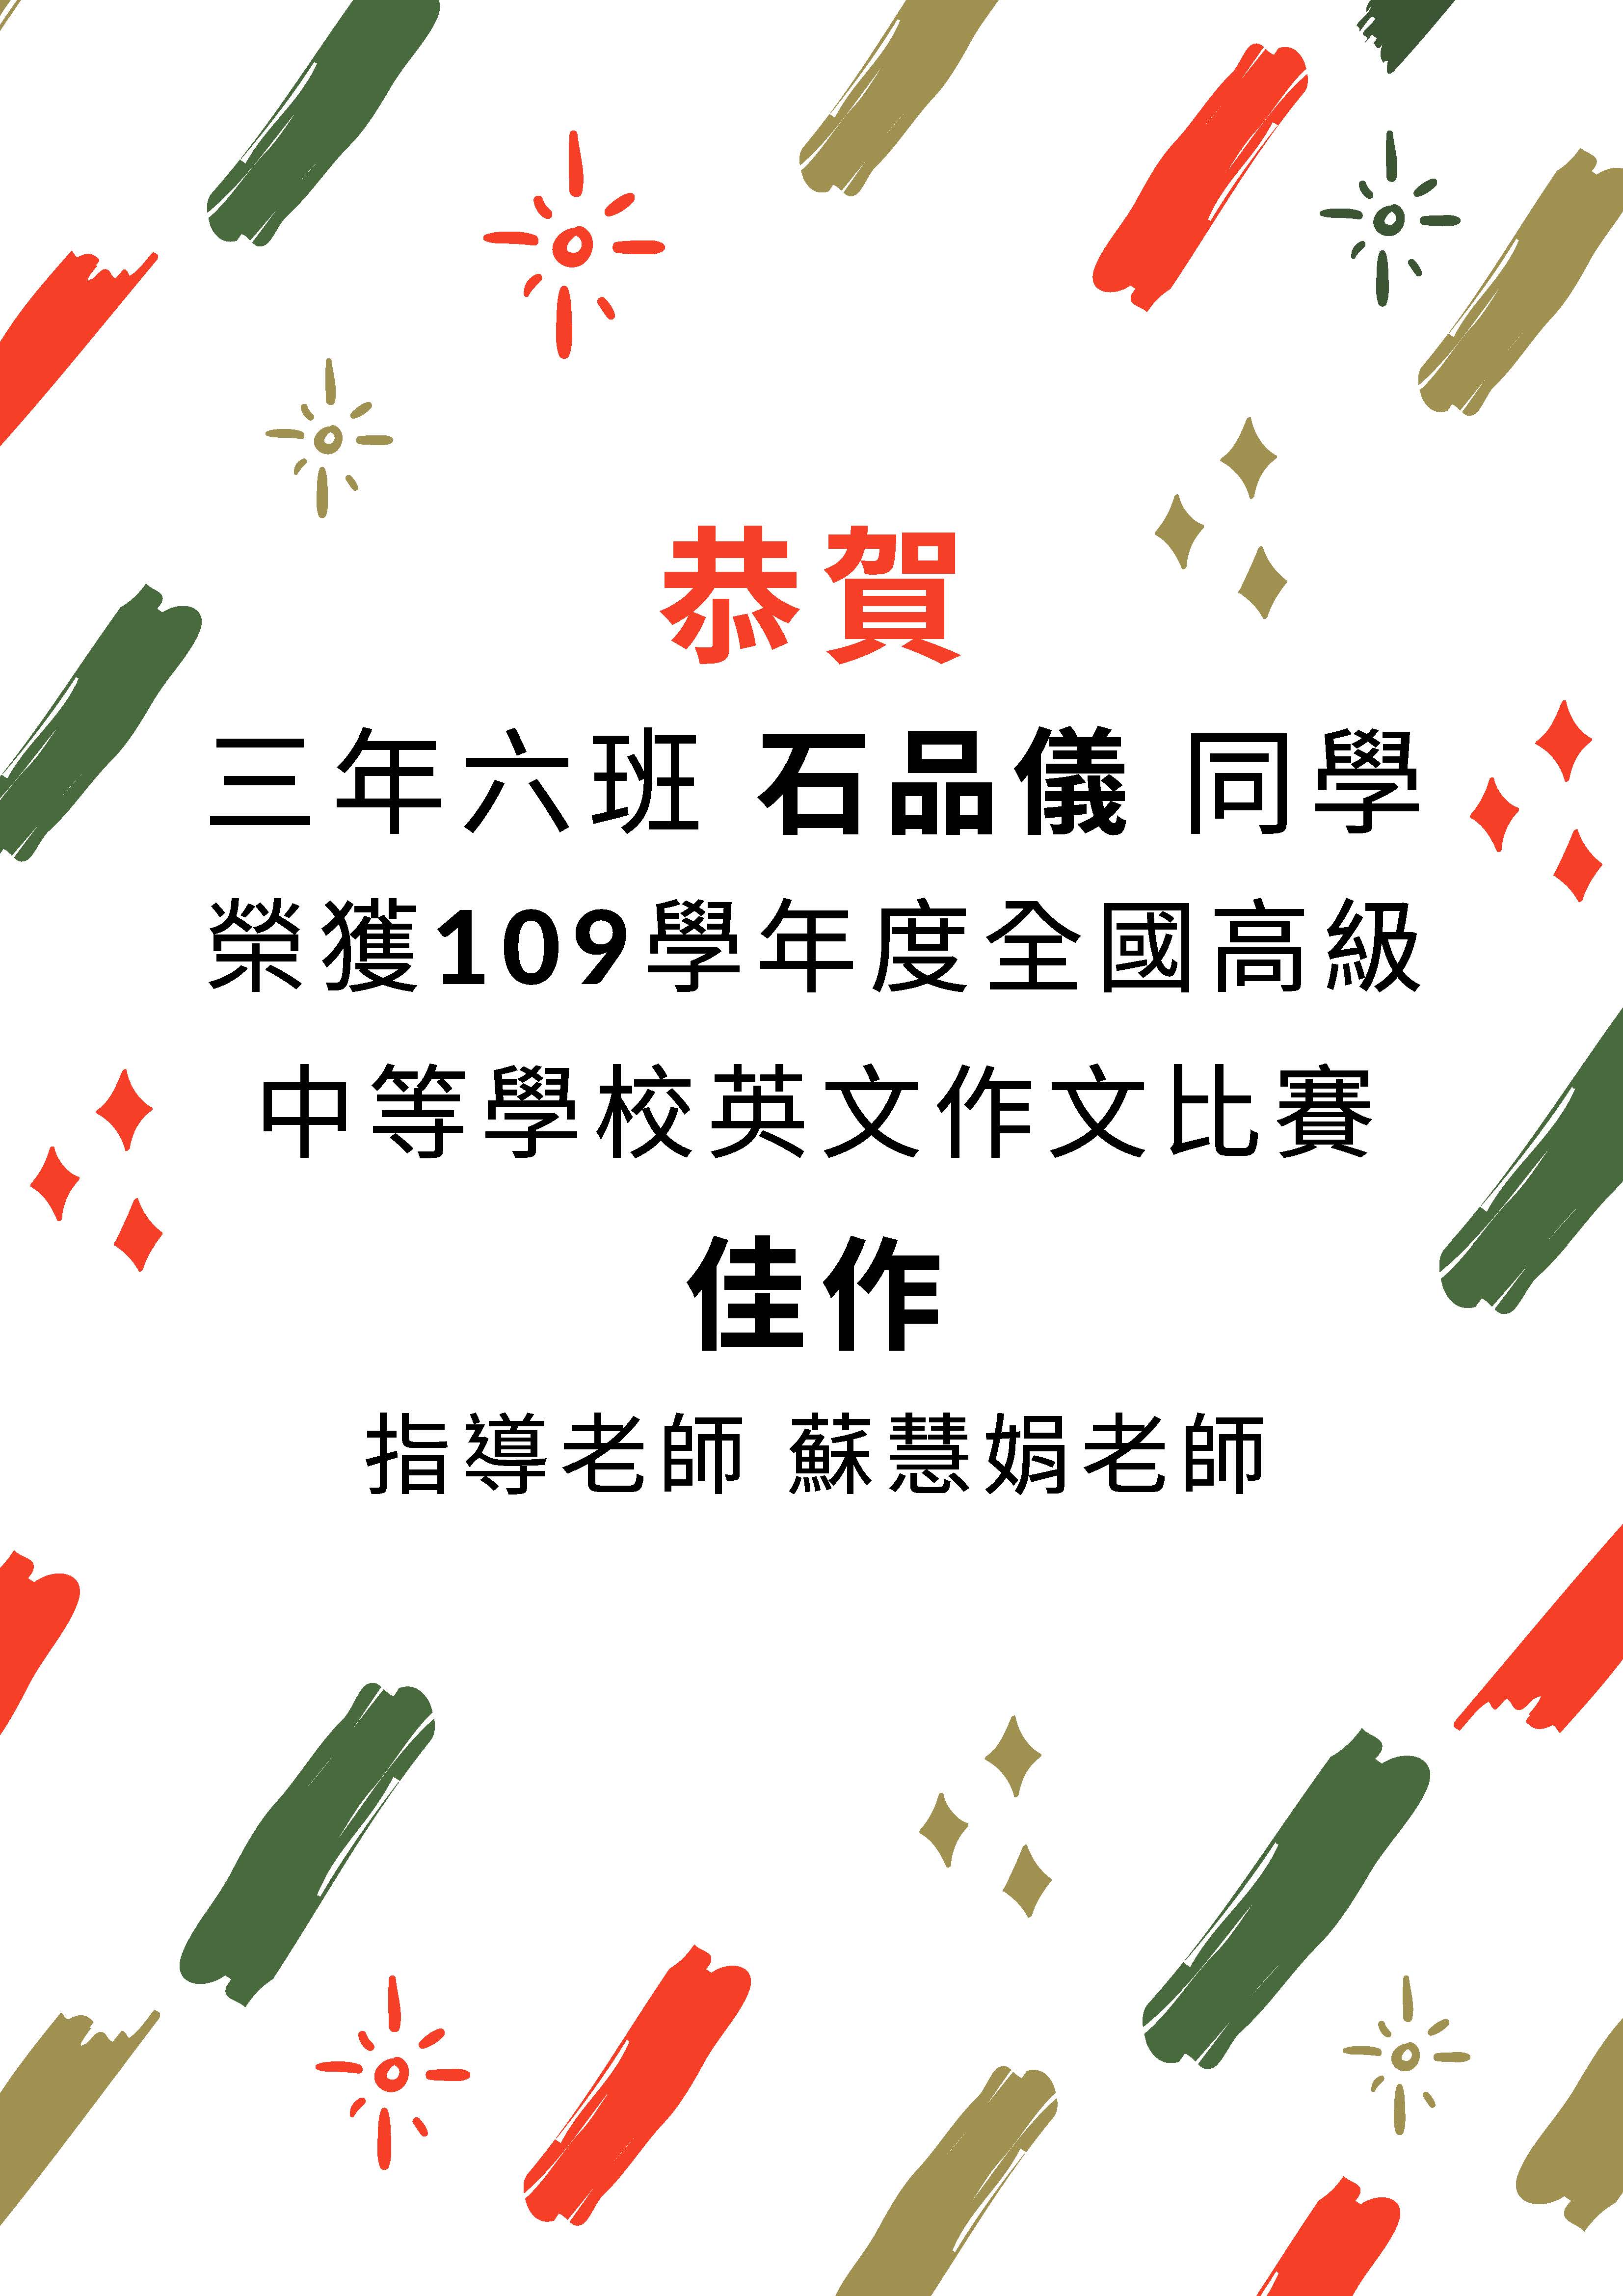 恭賀
三年六班 石品儀 同學
榮獲109學年度全國高級
中等學校英文作文比賽
佳作
指導老師 蘇慧娟老師